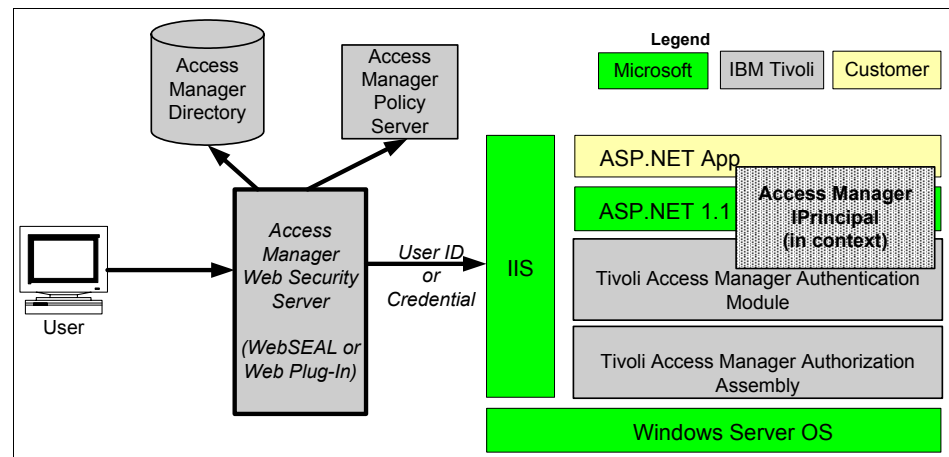 Legend
Microsoft
IBM Tivoli
Customer
Access
Manager
Directory
Access
Manager
Policy
Server
User
Access
Manager
Web Security
Server
(WebSEAL or
Web Plug-In)
User ID
or
Credential
IIS
ASP.NET App
ASP.NET 1.1
Access Manager
IPrincipal
(in context)
Tivoli Access Manager Authentication
Module
Tivoli Access Manager Authorization
Assembly
Windows Server OS